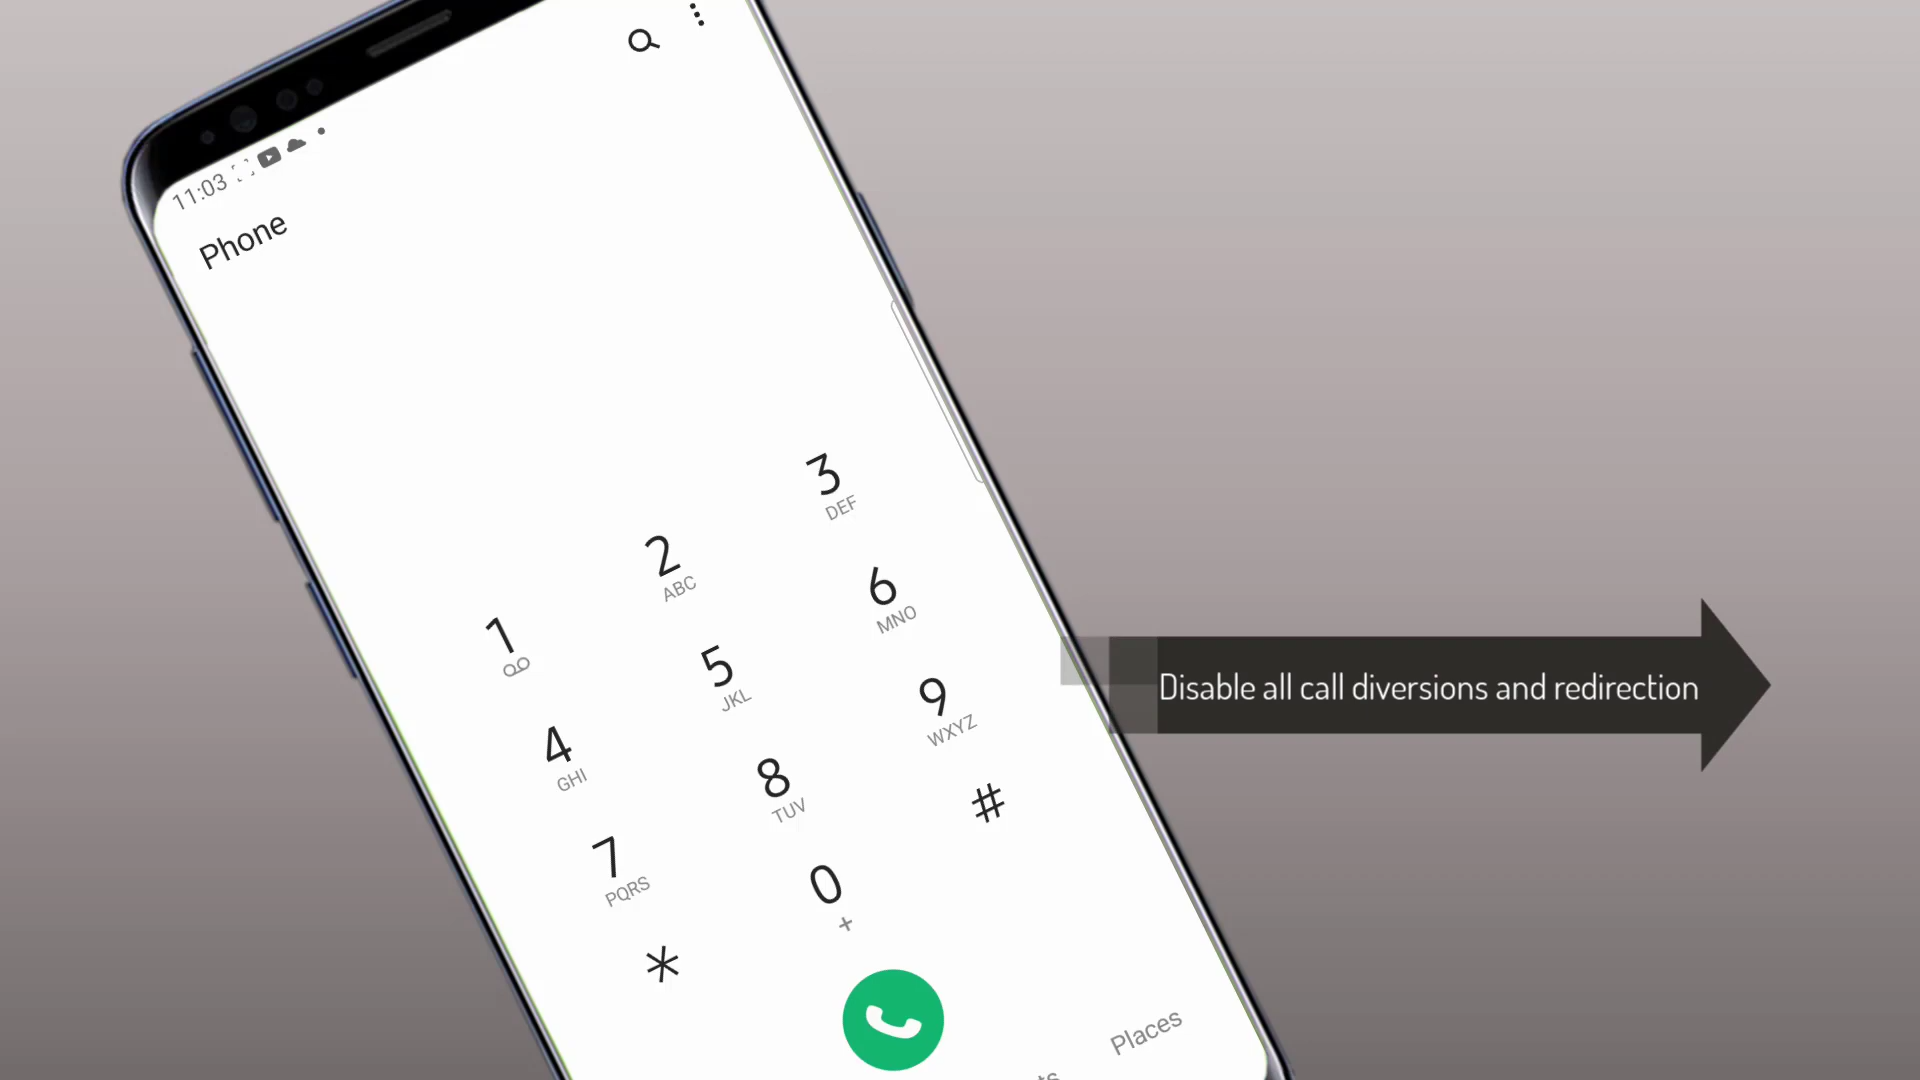 11:03
Phone
1
2
ABC
3
DEF
4
GHI
5
JKL
6
MNO
7
PQRS
8
TUV
9
WXYZ
*
0
+
#
Places
Disable all call diversions and redirection